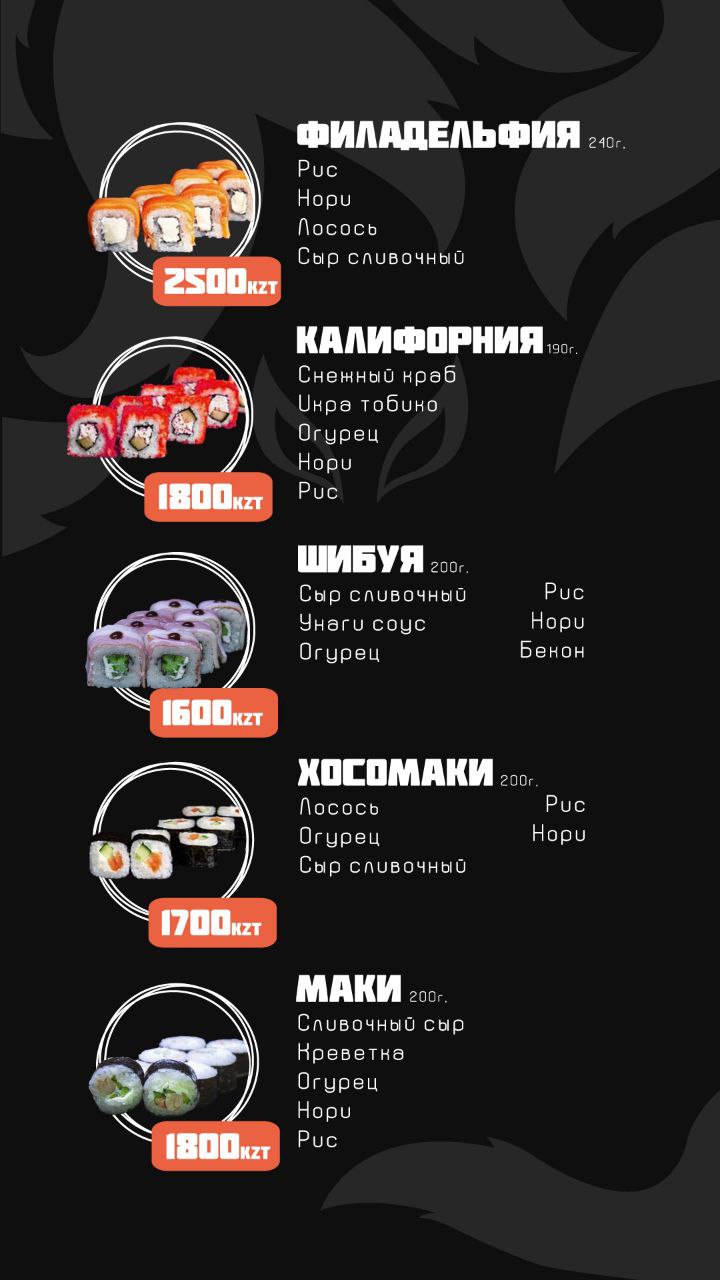 ФИЛАДЕЛЬФИЯ 240г.
Рис
Нори
Лосось
Сыр сливочный
2500KZT
КАЛИФОРНИЯ 190г.
Снежный краб
Икра тобико
Огурец
Нори
Рис
1800KZT
ШИБУЯ 200г.
Сыр сливочный Рис
Унаги соус Нори
Огурец Бекон
1600KZT
ХОСОМАКИ 200г.
Лосось Рис
Огурец Нори
Сыр сливочный
1700KZT
МАКИ 200г.
Сливочный сыр
Креветка
Огурец
Нори
Рис
1800KZT